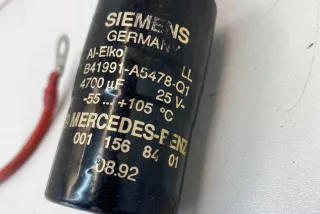 SIEMENS
GERMANY
Al-Elko LL
B41991-A5478-Q1
4700 µF 25 V-
-55 ... +105 °C
MERCEDES-BENZ
001 156 84 01
08.92